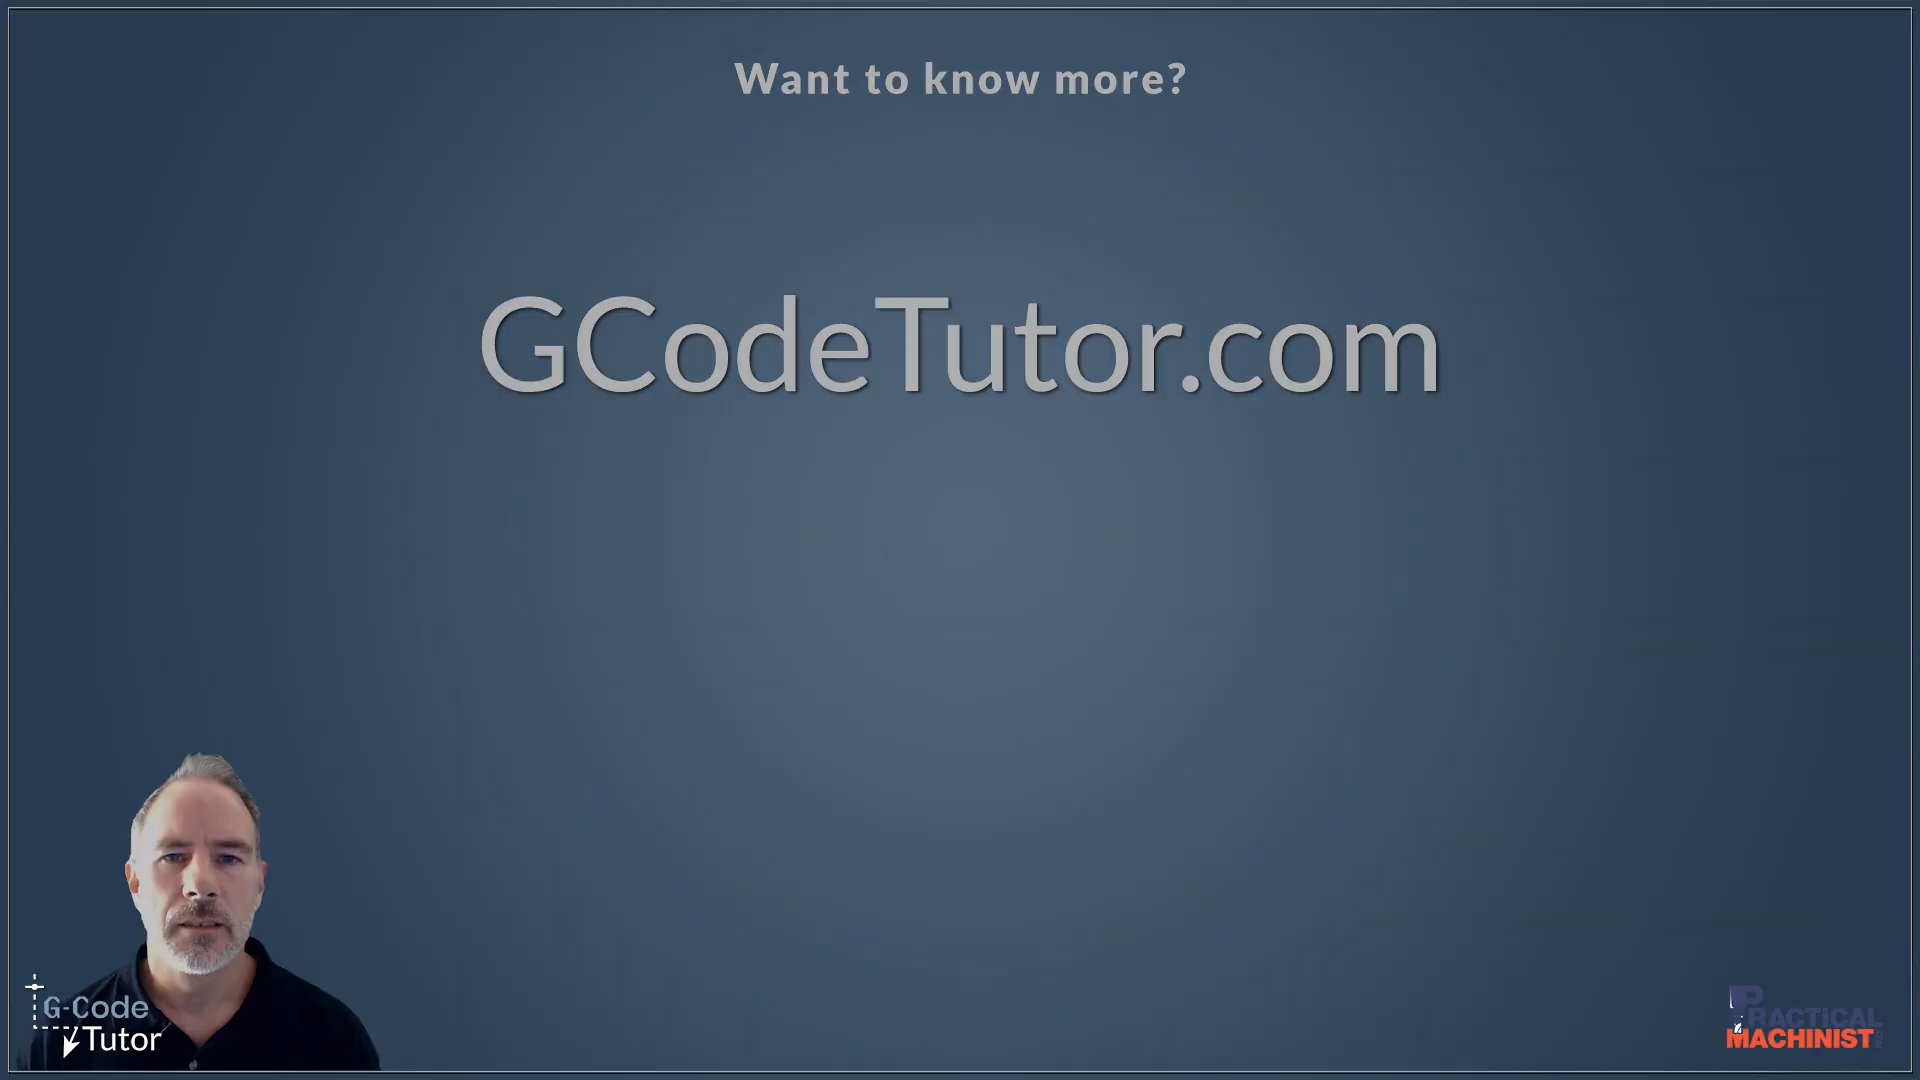 Want to know more?
GCodeTutor.com
G-Code
Tutor
PRACTICAL
MACHINIST